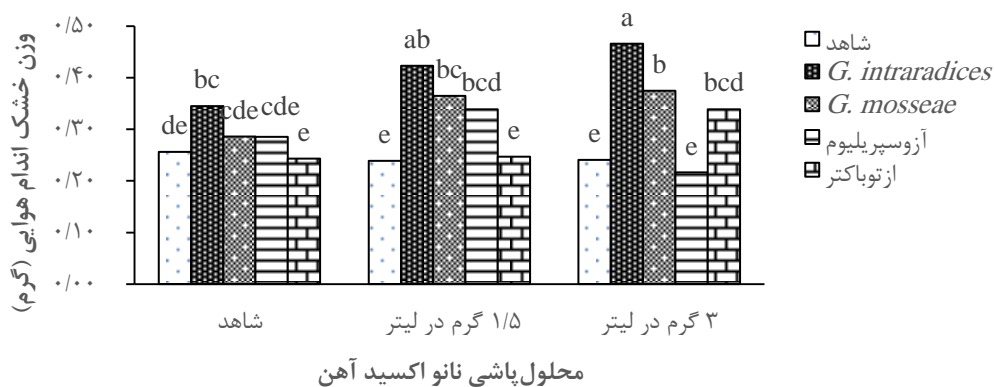 وزن خشک اندام هوایی (گرم)
۰/۵۰
۰/۴۰
۰/۳۰
۰/۲۰
۰/۱۰
۰/۰۰
de
bc
cde
cde
e
e
ab
bc
bcd
e
e
a
b
e
bcd
شاهد
۱/۵ گرم در لیتر
۳ گرم در لیتر
محلول‌پاشی نانو اکسید آهن
شاهد
G. intraradices
G. mosseae
آزوسپریلیوم
ازتوباکتر